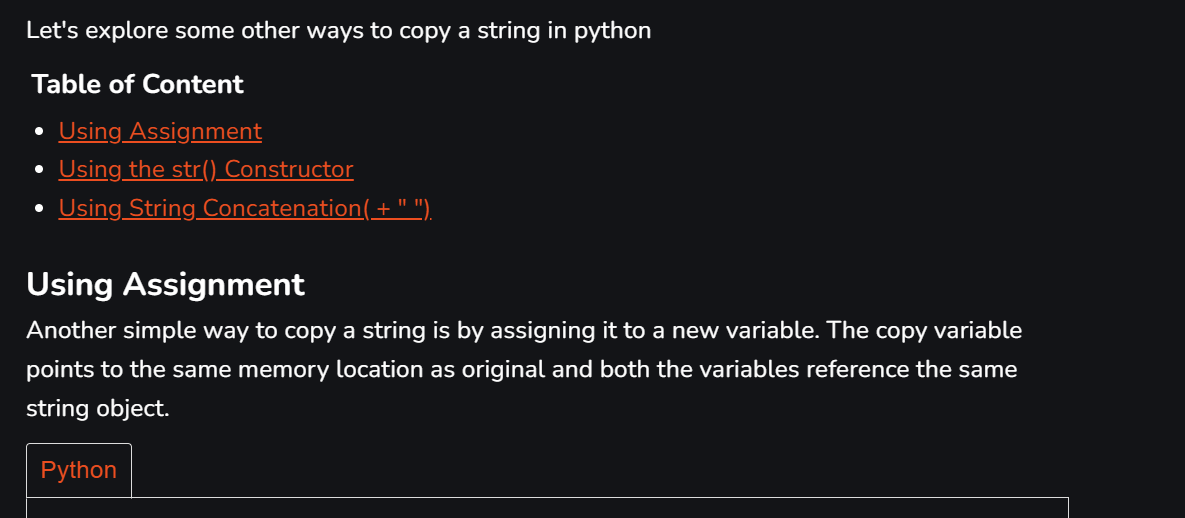 Let's explore some other ways to copy a string in python
Table of Content
Using Assignment
Using the str() Constructor
Using String Concatenation( + " ")
Using Assignment
Another simple way to copy a string is by assigning it to a new variable. The copy variable
points to the same memory location as original and both the variables reference the same
string object.
Python